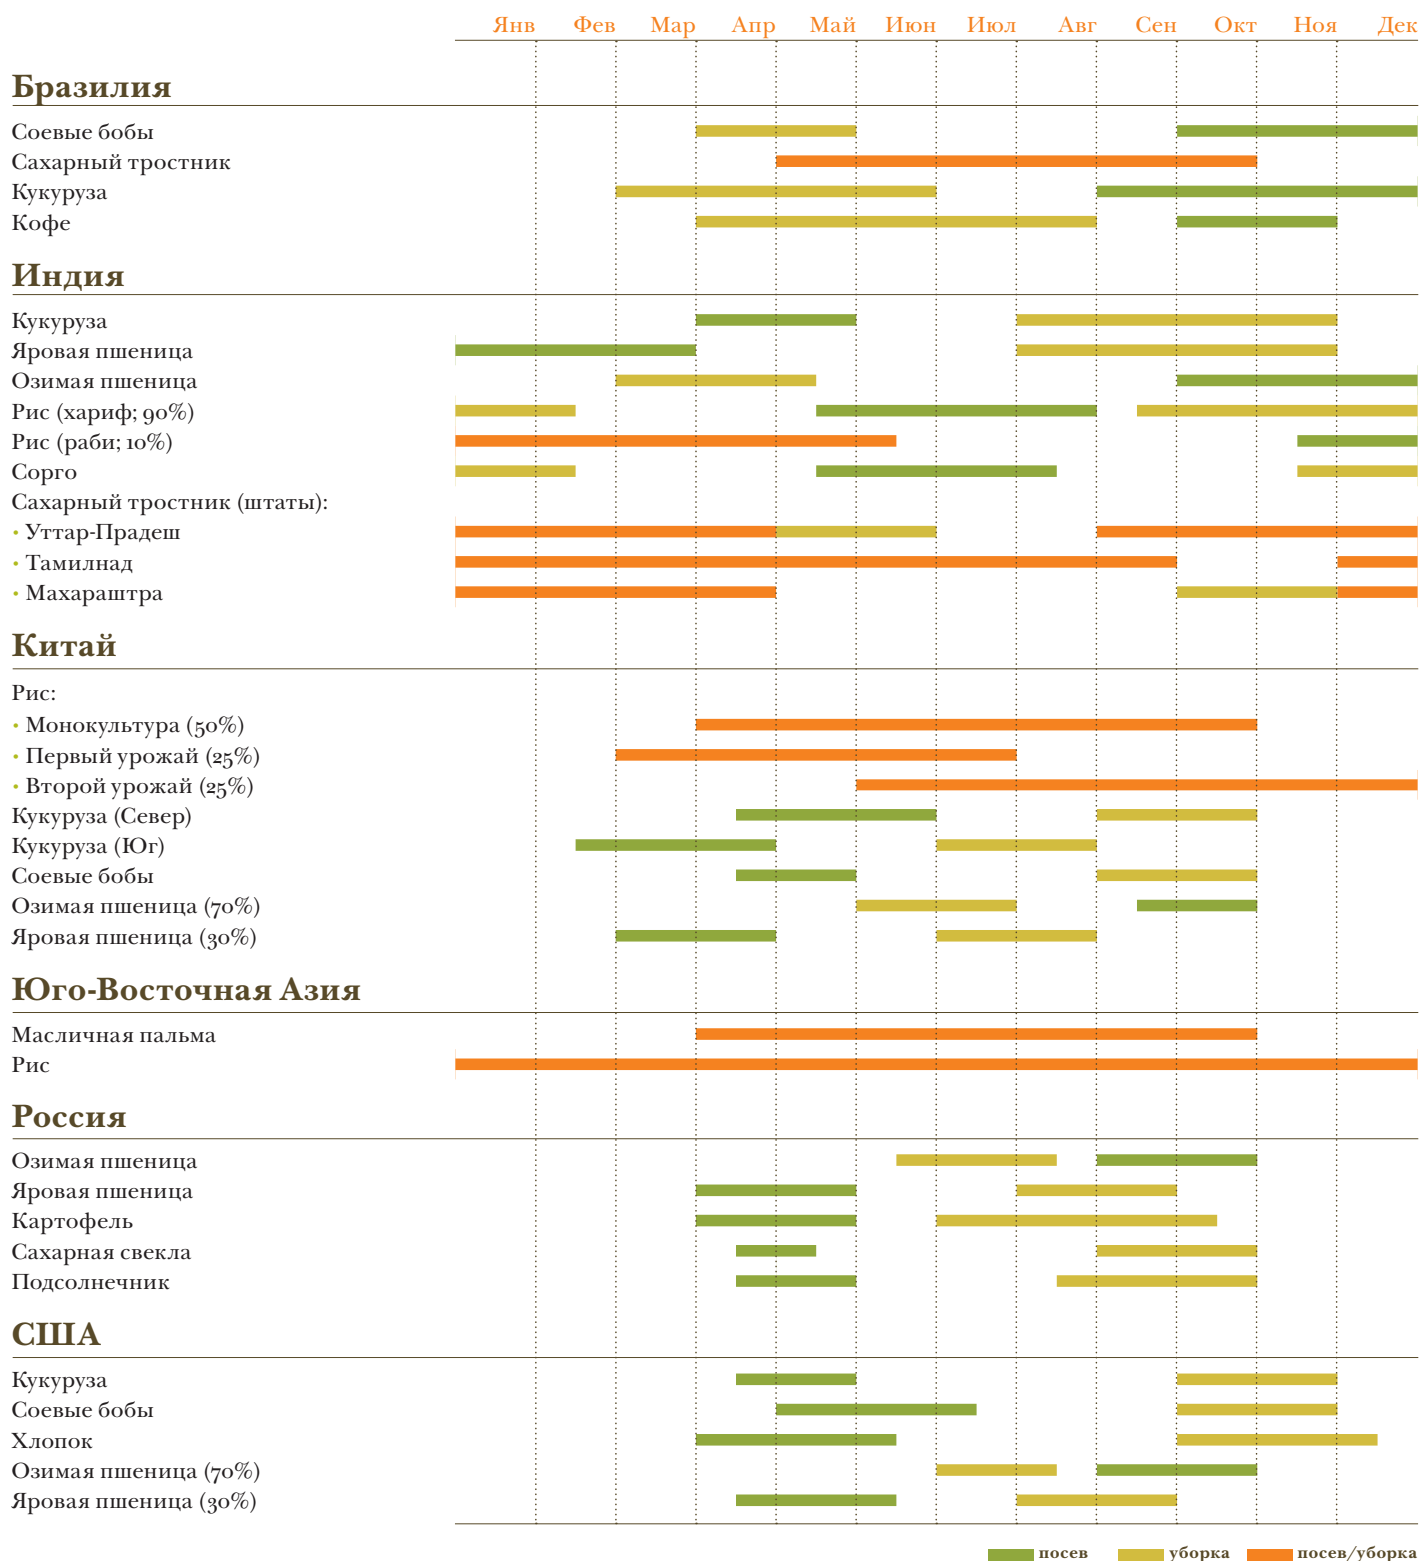 Янв Фев Мар Апр Май Июн Июл Авг Сен Окт Ноя Дек
Бразилия
Соевые бобы
Сахарный тростник
Кукуруза
Кофе
Индия
Кукуруза
Яровая пшеница
Озимая пшеница
Рис (хариф; 90%)
Рис (раби; 10%)
Сорго
Сахарный тростник (штаты):
• Уттар-Прадеш
• Тамилнад
• Махараштра
Китай
Рис:
• Монокультура (50%)
• Первый урожай (25%)
• Второй урожай (25%)
Кукуруза (Север)
Кукуруза (Юг)
Соевые бобы
Озимая пшеница (70%)
Яровая пшеница (30%)
Юго-Восточная Азия
Масличная пальма
Рис
Россия
Озимая пшеница
Яровая пшеница
Картофель
Сахарная свекла
Подсолнечник
США
Кукуруза
Соевые бобы
Хлопок
Озимая пшеница (70%)
Яровая пшеница (30%)
посев уборка посев/уборка